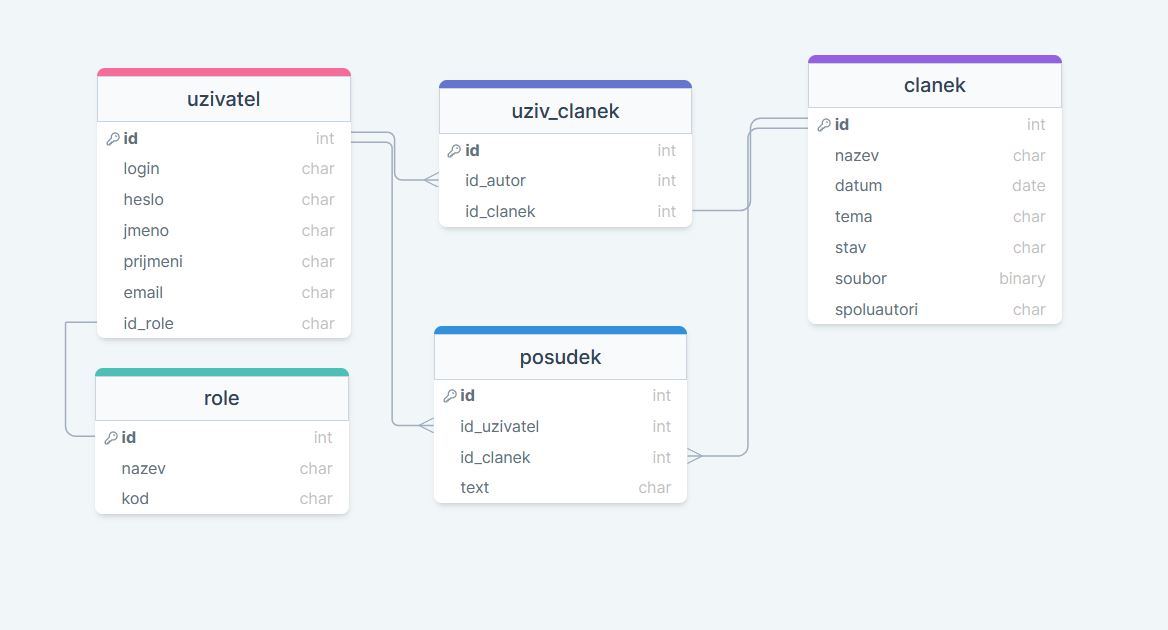 uzivatel
id int
login char
heslo char
jmeno char
prijmeni char
email char
id_role char
role
id int
nazev char
kod char
uziv_clanek
id int
id_autor int
id_clanek int
posudek
id int
id_uzivatel int
id_clanek int
text char
clanek
id int
nazev char
datum date
tema char
stav char
soubor binary
spoluautori char